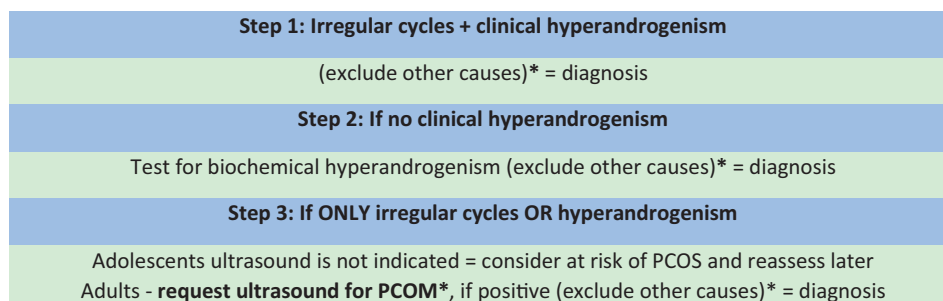 Step 1: Irregular cycles + clinical hyperandrogenism
(exclude other causes)* = diagnosis
Step 2: If no clinical hyperandrogenism
Test for biochemical hyperandrogenism (exclude other causes)* = diagnosis
Step 3: If ONLY irregular cycles OR hyperandrogenism
Adolescents ultrasound is not indicated = consider at risk of PCOS and reassess later
Adults - request ultrasound for PCOM*, if positive (exclude other causes)* = diagnosis